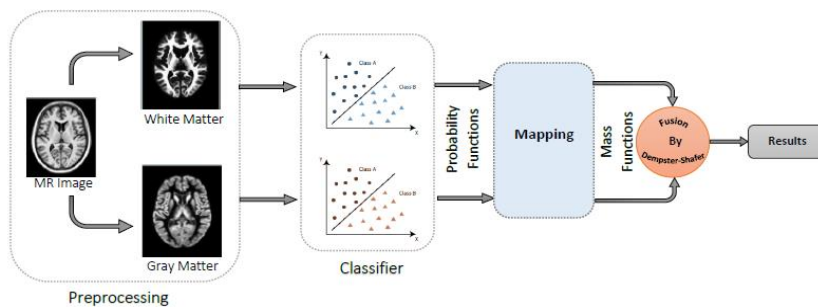 MR Image
White Matter
Gray Matter
Preprocessing
Y
Class A
Class B
X
Y
Class A
Class B
X
Classifier
Probability
Functions
Mapping
Mass
Functions
Fusion
By
Dempster-Shafer
Results